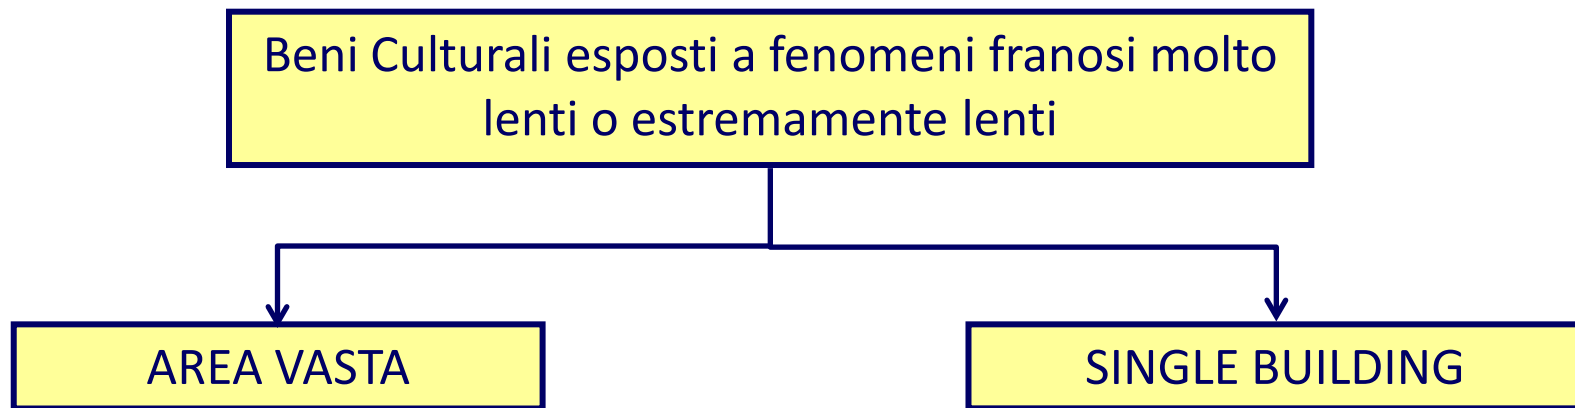 Beni Culturali esposti a fenomeni franosi molto
lenti o estremamente lenti
AREA VASTA
SINGLE BUILDING